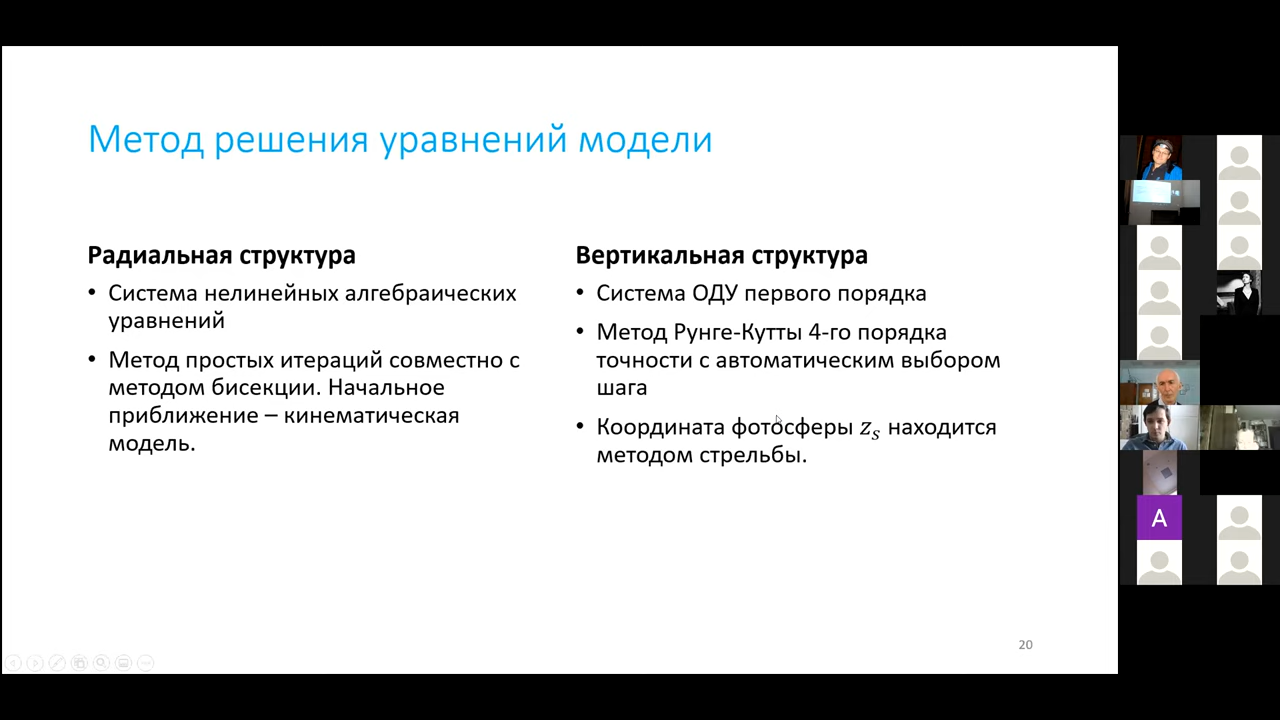 Метод решения уравнений модели
Радиальная структура
• Система нелинейных алгебраических
уравнений
• Метод простых итераций совместно с
методом бисекции. Начальное
приближение – кинематическая
модель.
Вертикальная структура
• Система ОДУ первого порядка
• Метод Рунге-Кутты 4-го порядка
точности с автоматическим выбором
шага
• Координата фотосферы z_s находится
методом стрельбы.
20
A